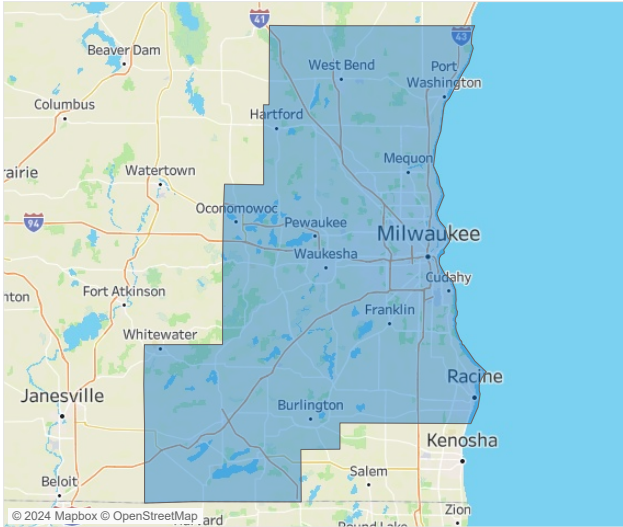 41
43
Beaver Dam
West Bend
Port
Washington
Columbus
Hartford
Mequon
rairie
Watertown
Oconomowoc
94
Pewaukee
Milwaukee
Waukesha
Cudahy
nton
Fort Atkinson
Franklin
Whitewater
Racine
Janesville
Burlington
Kenosha
Salem
Beloit
Zion
© 2024 Mapbox © OpenStreetMap